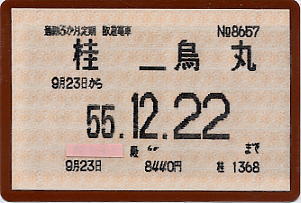 通勤3か月定期 阪急電車 №8657
桂 ― 烏丸
9月23日から
55.12.22
殿 まで
9月23日 8440円 桂 1368